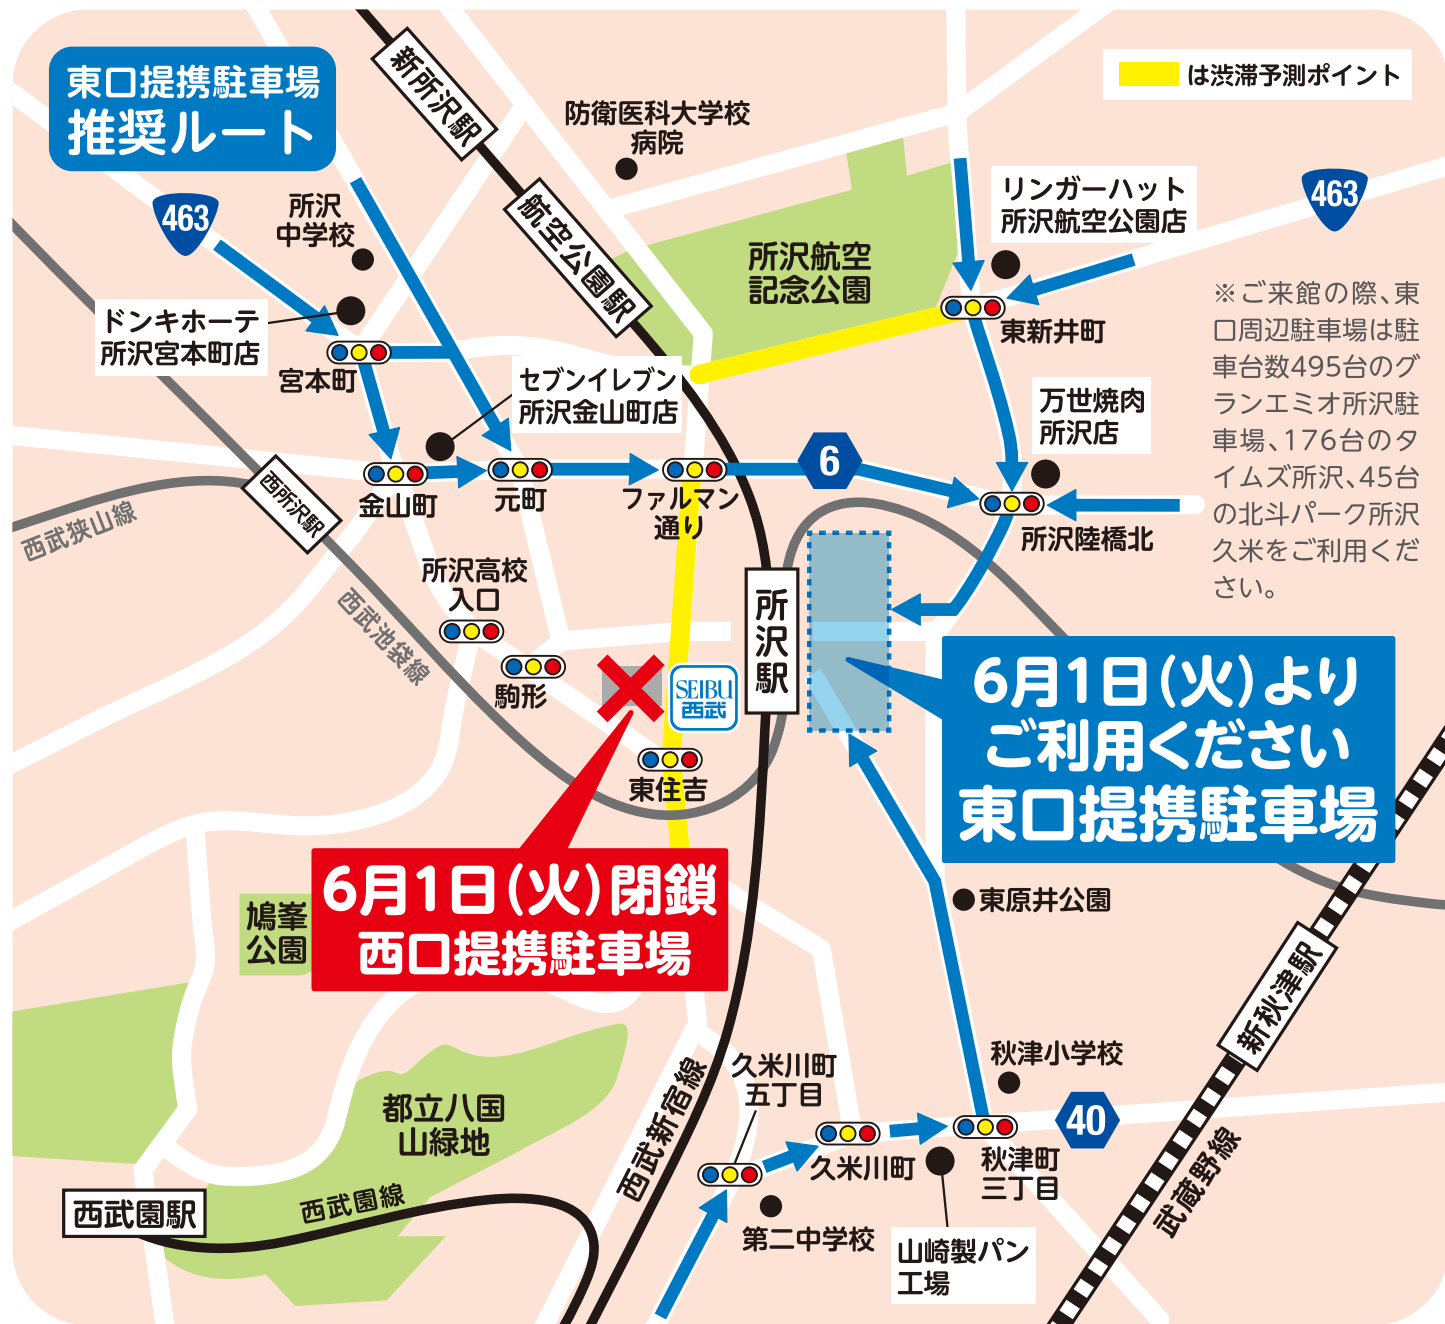 東口提携駐車場
推奨ルート
は渋滞予測ポイント
新所沢駅
防衛医科大学校
病院
463
所沢
中学校
航空公園駅
所沢航空
記念公園
リンガーハット
所沢航空公園店
463
東新井町
ドンキホーテ
所沢宮本町店
宮本町
セブンイレブン
所沢金山町店
万世焼肉
所沢店
※ご来館の際、東
口周辺駐車場は駐
車台数495台のグ
ランエミオ所沢駐
車場、176台のタ
イムズ所沢、45台
の北斗パーク所沢
久米をご利用くだ
さい。
西武狭山線
西所沢駅
金山町
元町
ファルマン
通り
6
所沢陸橋北
西武池袋線
所沢高校
入口
駒形
SEIBU
西武
所沢駅
東住吉
6月1日(火)より
ご利用ください
東口提携駐車場
6月1日(火)閉鎖
西口提携駐車場
鳩峯
公園
東原井公園
新秋津駅
都立八国
山緑地
西武新宿線
久米川町
五丁目
秋津小学校
40
久米川町
秋津町
三丁目
武蔵野線
西武園駅
西武園線
第二中学校
山崎製パン
工場